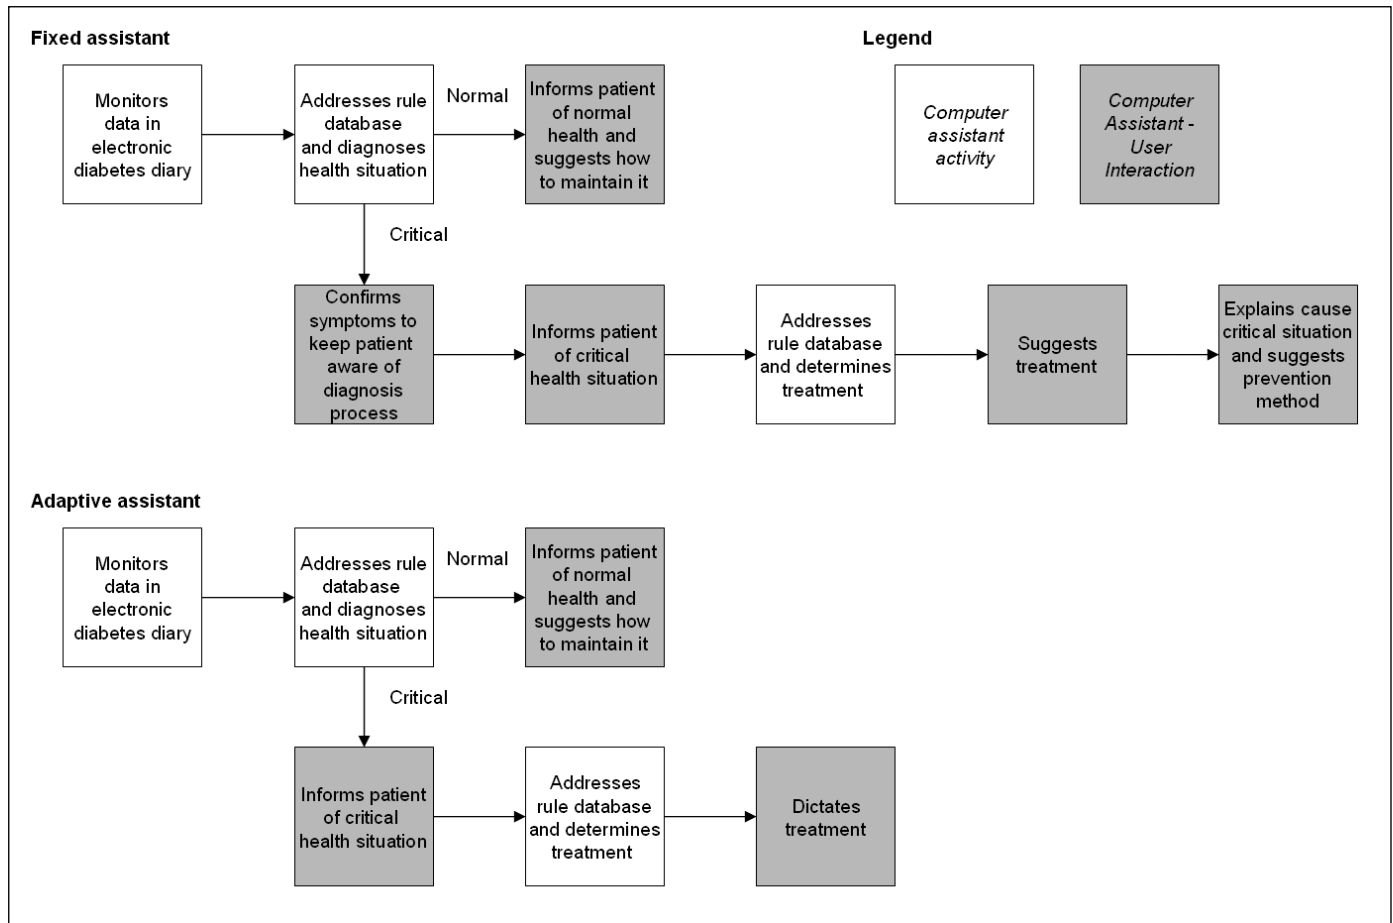 Fixed assistant
Legend
Monitors
data in
electronic
diabetes diary
Addresses rule
database
and diagnoses
health situation
Normal
Informs patient
of normal
health and
suggests how
to maintain it
Computer
assistant
activity
Computer
Assistant -
User
Interaction
Critical
Confirms
symptoms to
keep patient
aware of
diagnosis
process
Informs patient
of critical
health situation
Addresses
rule database
and determines
treatment
Suggests
treatment
Explains cause
critical situation
and suggests
prevention
method
Adaptive assistant
Monitors
data in
electronic
diabetes diary
Addresses rule
database
and diagnoses
health situation
Normal
Informs patient
of normal
health and
suggests how
to maintain it
Critical
Informs patient
of critical
health situation
Addresses
rule database
and determines
treatment
Dictates
treatment